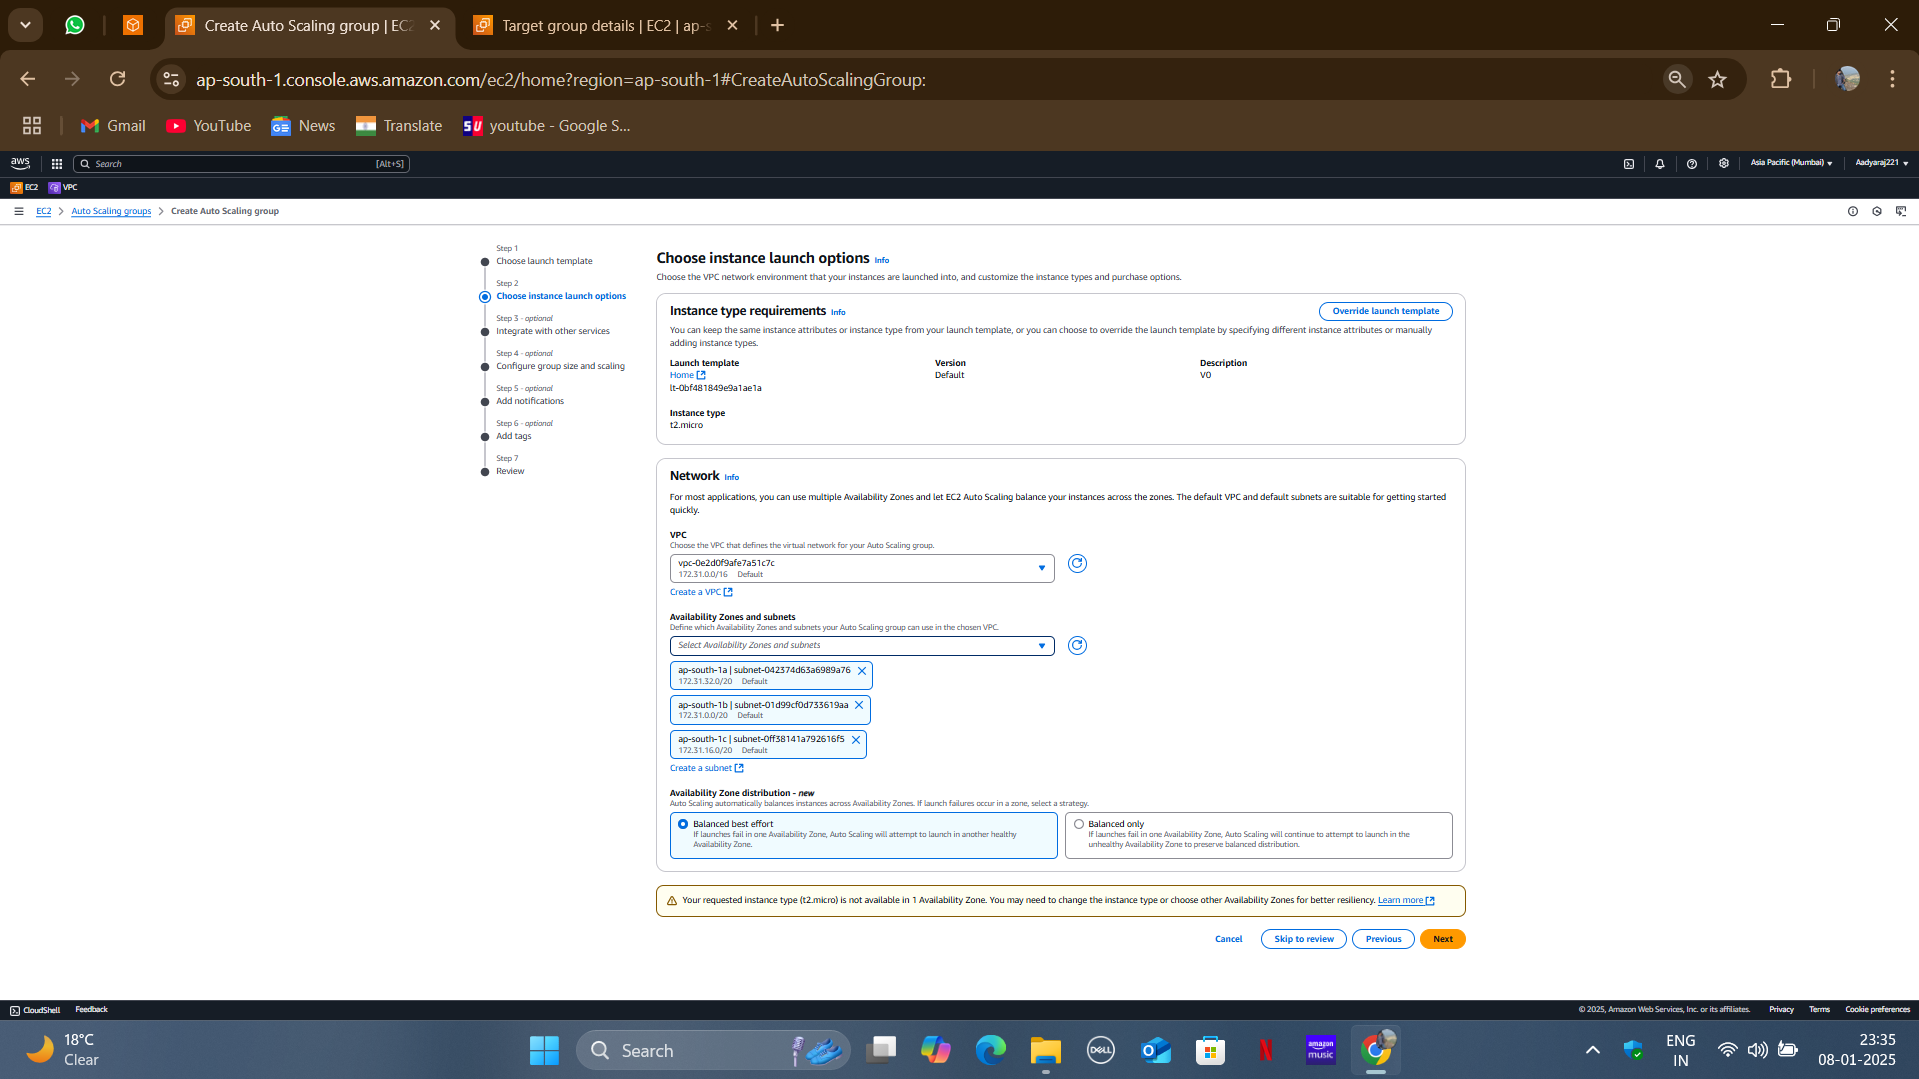 Create Auto Scaling group | EC2
Target group details | EC2 | ap-s
ap-south-1.console.aws.amazon.com/ec2/home?region=ap-south-1#CreateAutoScalingGroup:
Gmail
YouTube
News
Translate
youtube - Google S...
aws
Search
[Alt+S]
Asia Pacific (Mumbai)
Aadyaraj221
EC2
VPC
EC2 > Auto Scaling groups > Create Auto Scaling group
Step 1
Choose launch template
Step 2
Choose instance launch options
Step 3 - optional
Integrate with other services
Step 4 - optional
Configure group size and scaling
Step 5 - optional
Add notifications
Step 6 - optional
Add tags
Step 7
Review
Choose instance launch options Info
Choose the VPC network environment that your instances are launched into, and customize the instance types and purchase options.
Instance type requirements Info
Override launch template
You can keep the same instance attributes or instance type from your launch template, or you can choose to override the launch template by specifying different instance attributes or manually
adding instance types.
Launch template
Home
lt-0bf481849e9a1ae1a
Version
Default
Description
V0
Instance type
t2.micro
Network Info
For most applications, you can use multiple Availability Zones and let EC2 Auto Scaling balance your instances across the zones. The default VPC and default subnets are suitable for getting started
quickly.
VPC
Choose the VPC that defines the virtual network for your Auto Scaling group.
vpc-0e2d0f9afe7a51c7c
172.31.0.0/16 Default
Create a VPC
Availability Zones and subnets
Define which Availability Zones and subnets your Auto Scaling group can use in the chosen VPC.
Select Availability Zones and subnets
ap-south-1a | subnet-042374d63a6989a76
172.31.32.0/20 Default
ap-south-1b | subnet-01d99cf0d733619aa
172.31.0.0/20 Default
ap-south-1c | subnet-0ff38141a792616f5
172.31.16.0/20 Default
Create a subnet
Availability Zone distribution - new
Auto Scaling automatically balances instances across Availability Zones. If launch failures occur in a zone, select a strategy.
Balanced best effort
If launches fail in one Availability Zone, Auto Scaling will attempt to launch in another healthy
Availability Zone.
Balanced only
If launches fail in one Availability Zone, Auto Scaling will continue to attempt to launch in the
unhealthy Availability Zone to preserve balanced distribution.
Your requested instance type (t2.micro) is not available in 1 Availability Zone. You may need to change the instance type or choose other Availability Zones for better resiliency. Learn more
Cancel
Skip to review
Previous
Next
CloudShell
Feedback
© 2025, Amazon Web Services, Inc. or its affiliates.
Privacy
Terms
Cookie preferences
18°C
Clear
Search
DELL
amazon
music
ENG
IN
23:35
08-01-2025